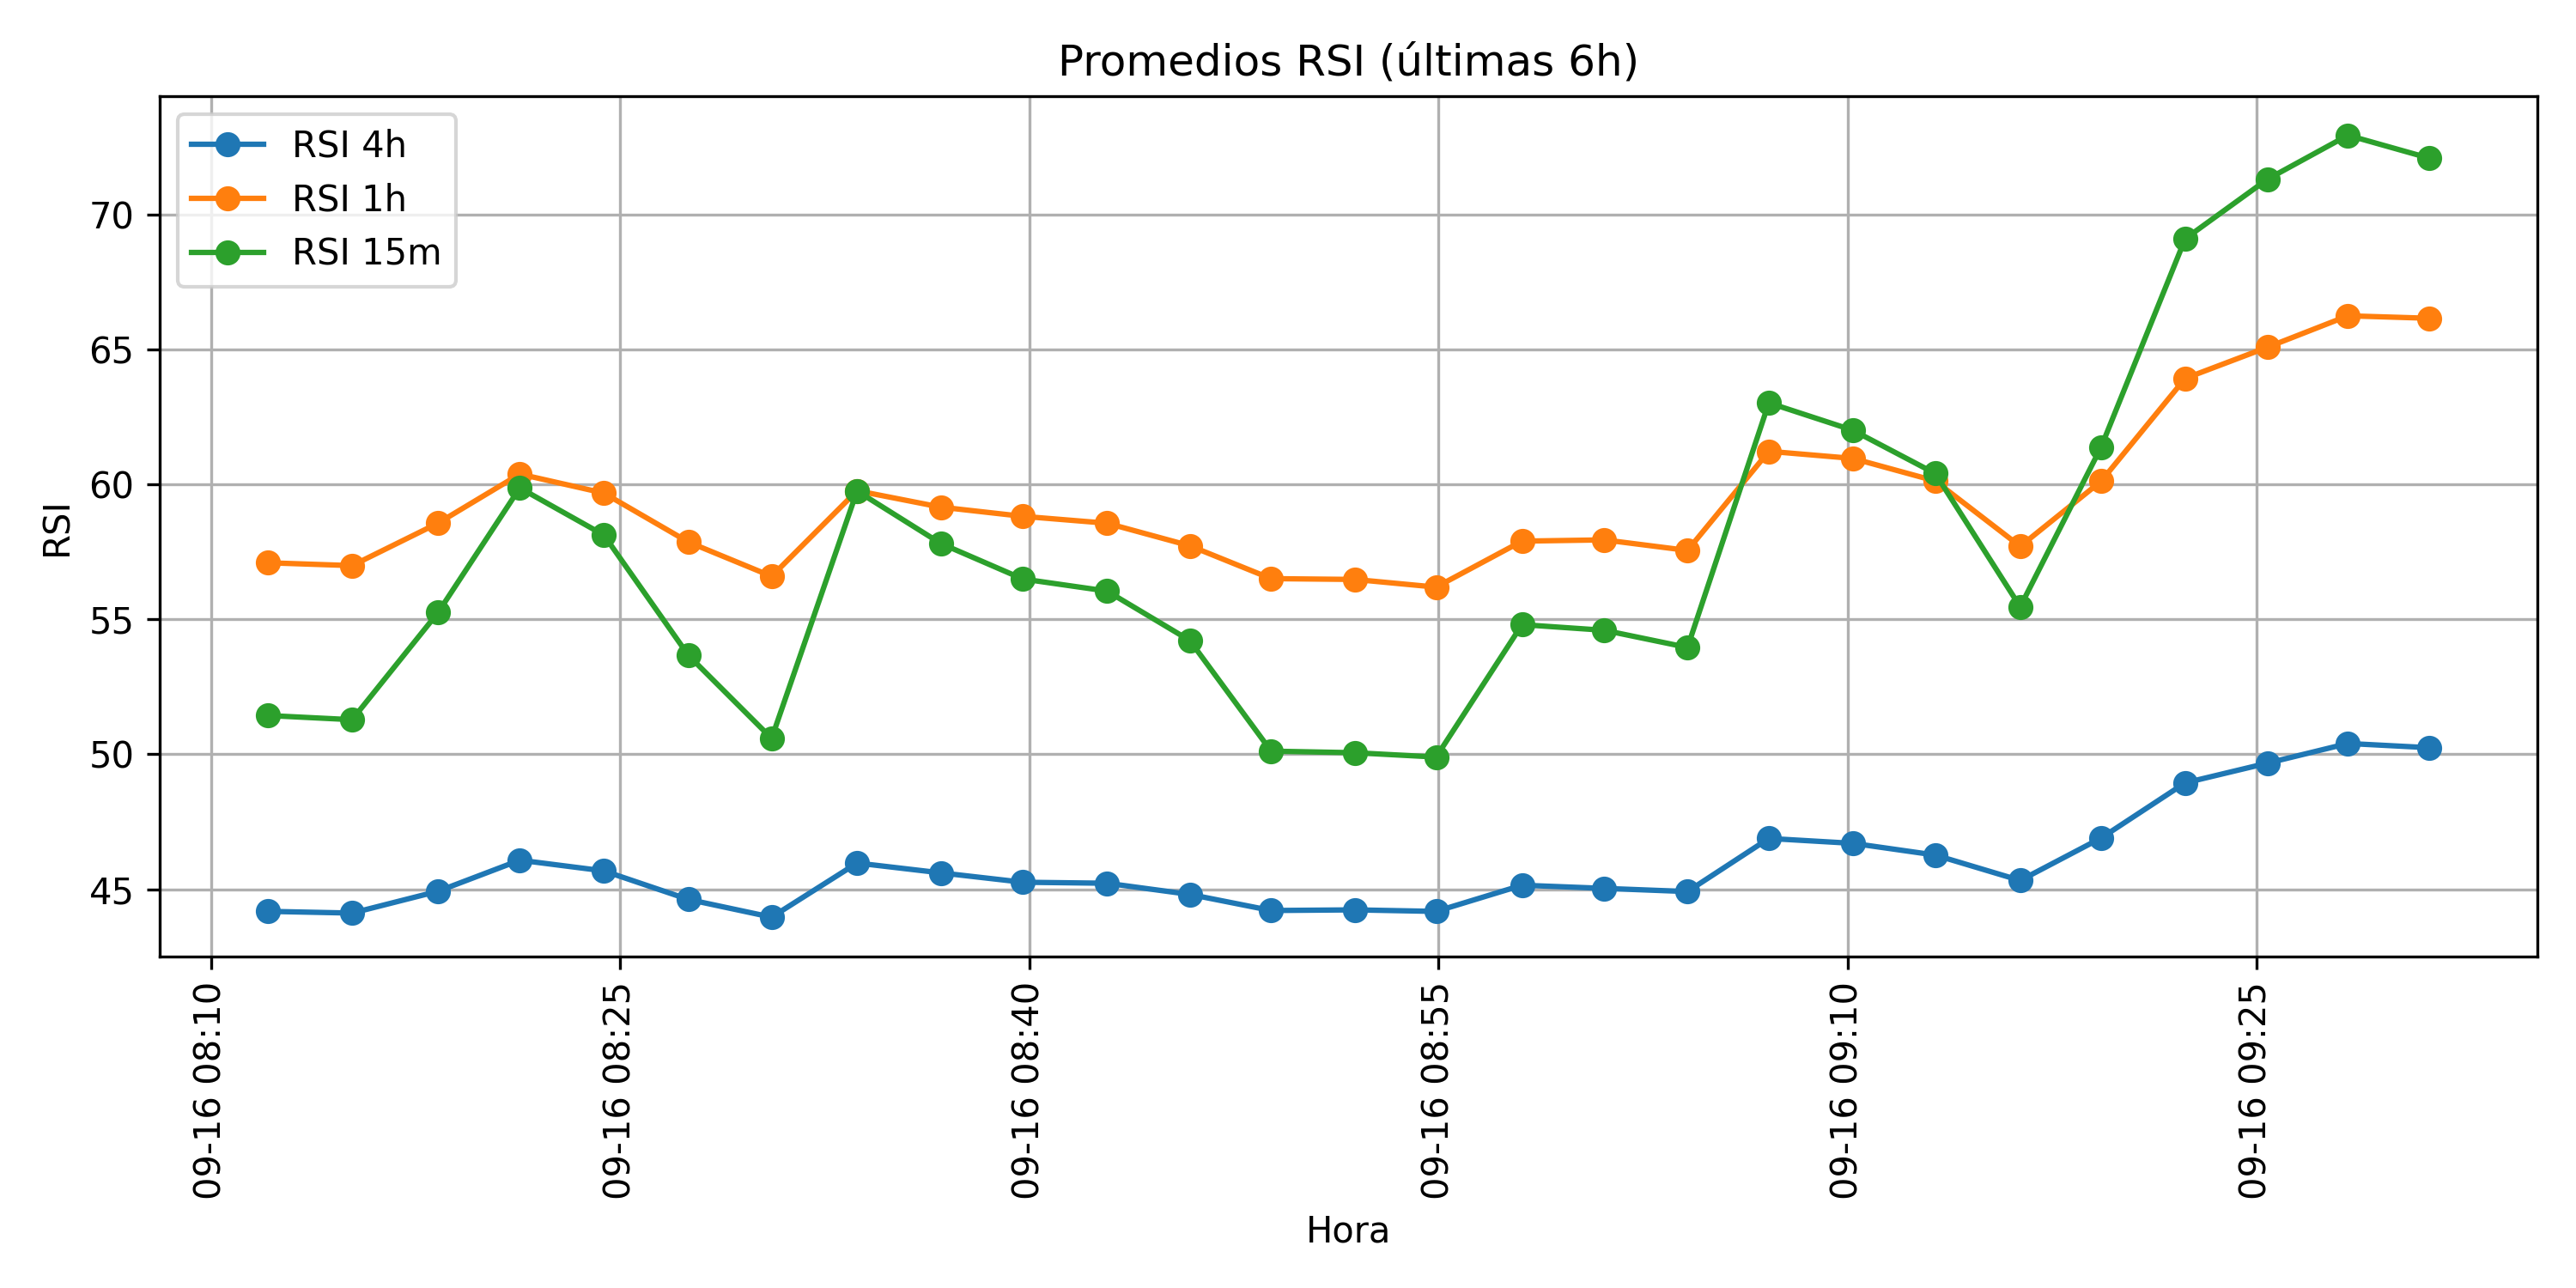 Promedios RSI (últimas 6h)
RSI 4h
RSI 1h
RSI 15m
RSI
70
65
60
55
50
45
09-16 08:10
09-16 08:25
09-16 08:40
09-16 08:55
09-16 09:10
09-16 09:25
Hora